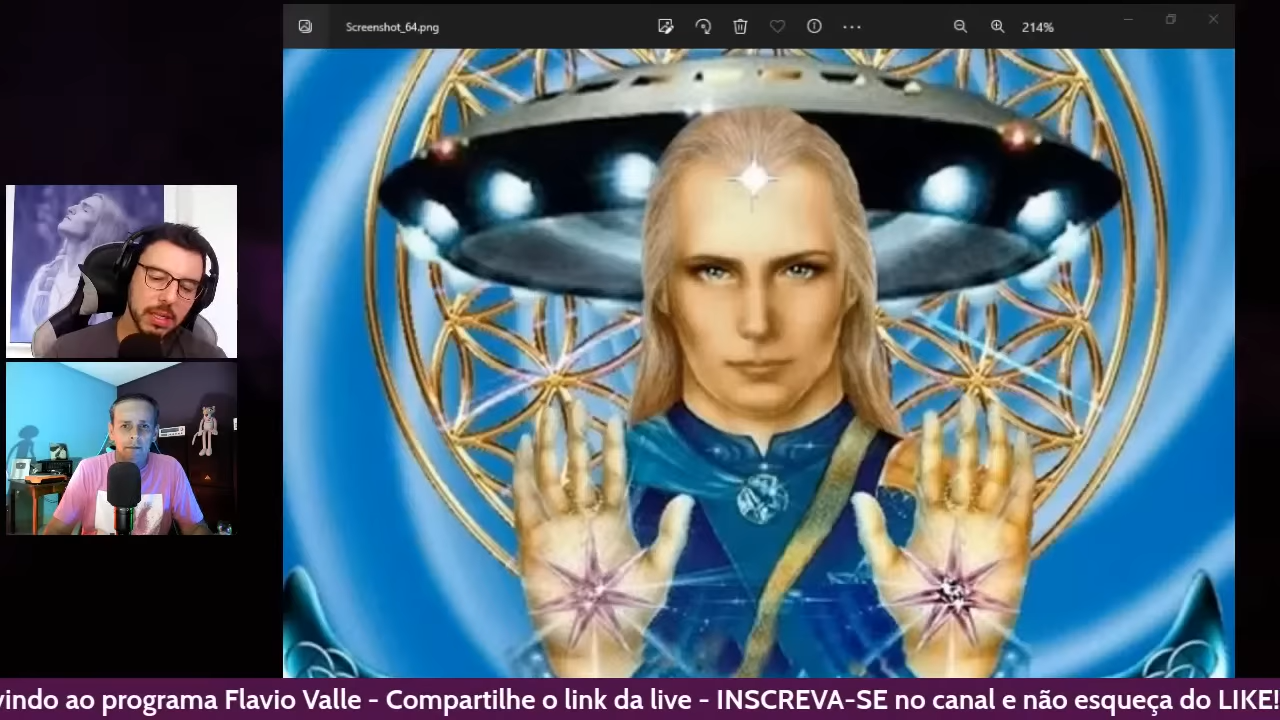 Screenshot_64.png
214%
vindo ao programa Flavio Valle - Compartilhe o link da live - INSCREVA-SE no canal e não esqueça do LIKE!